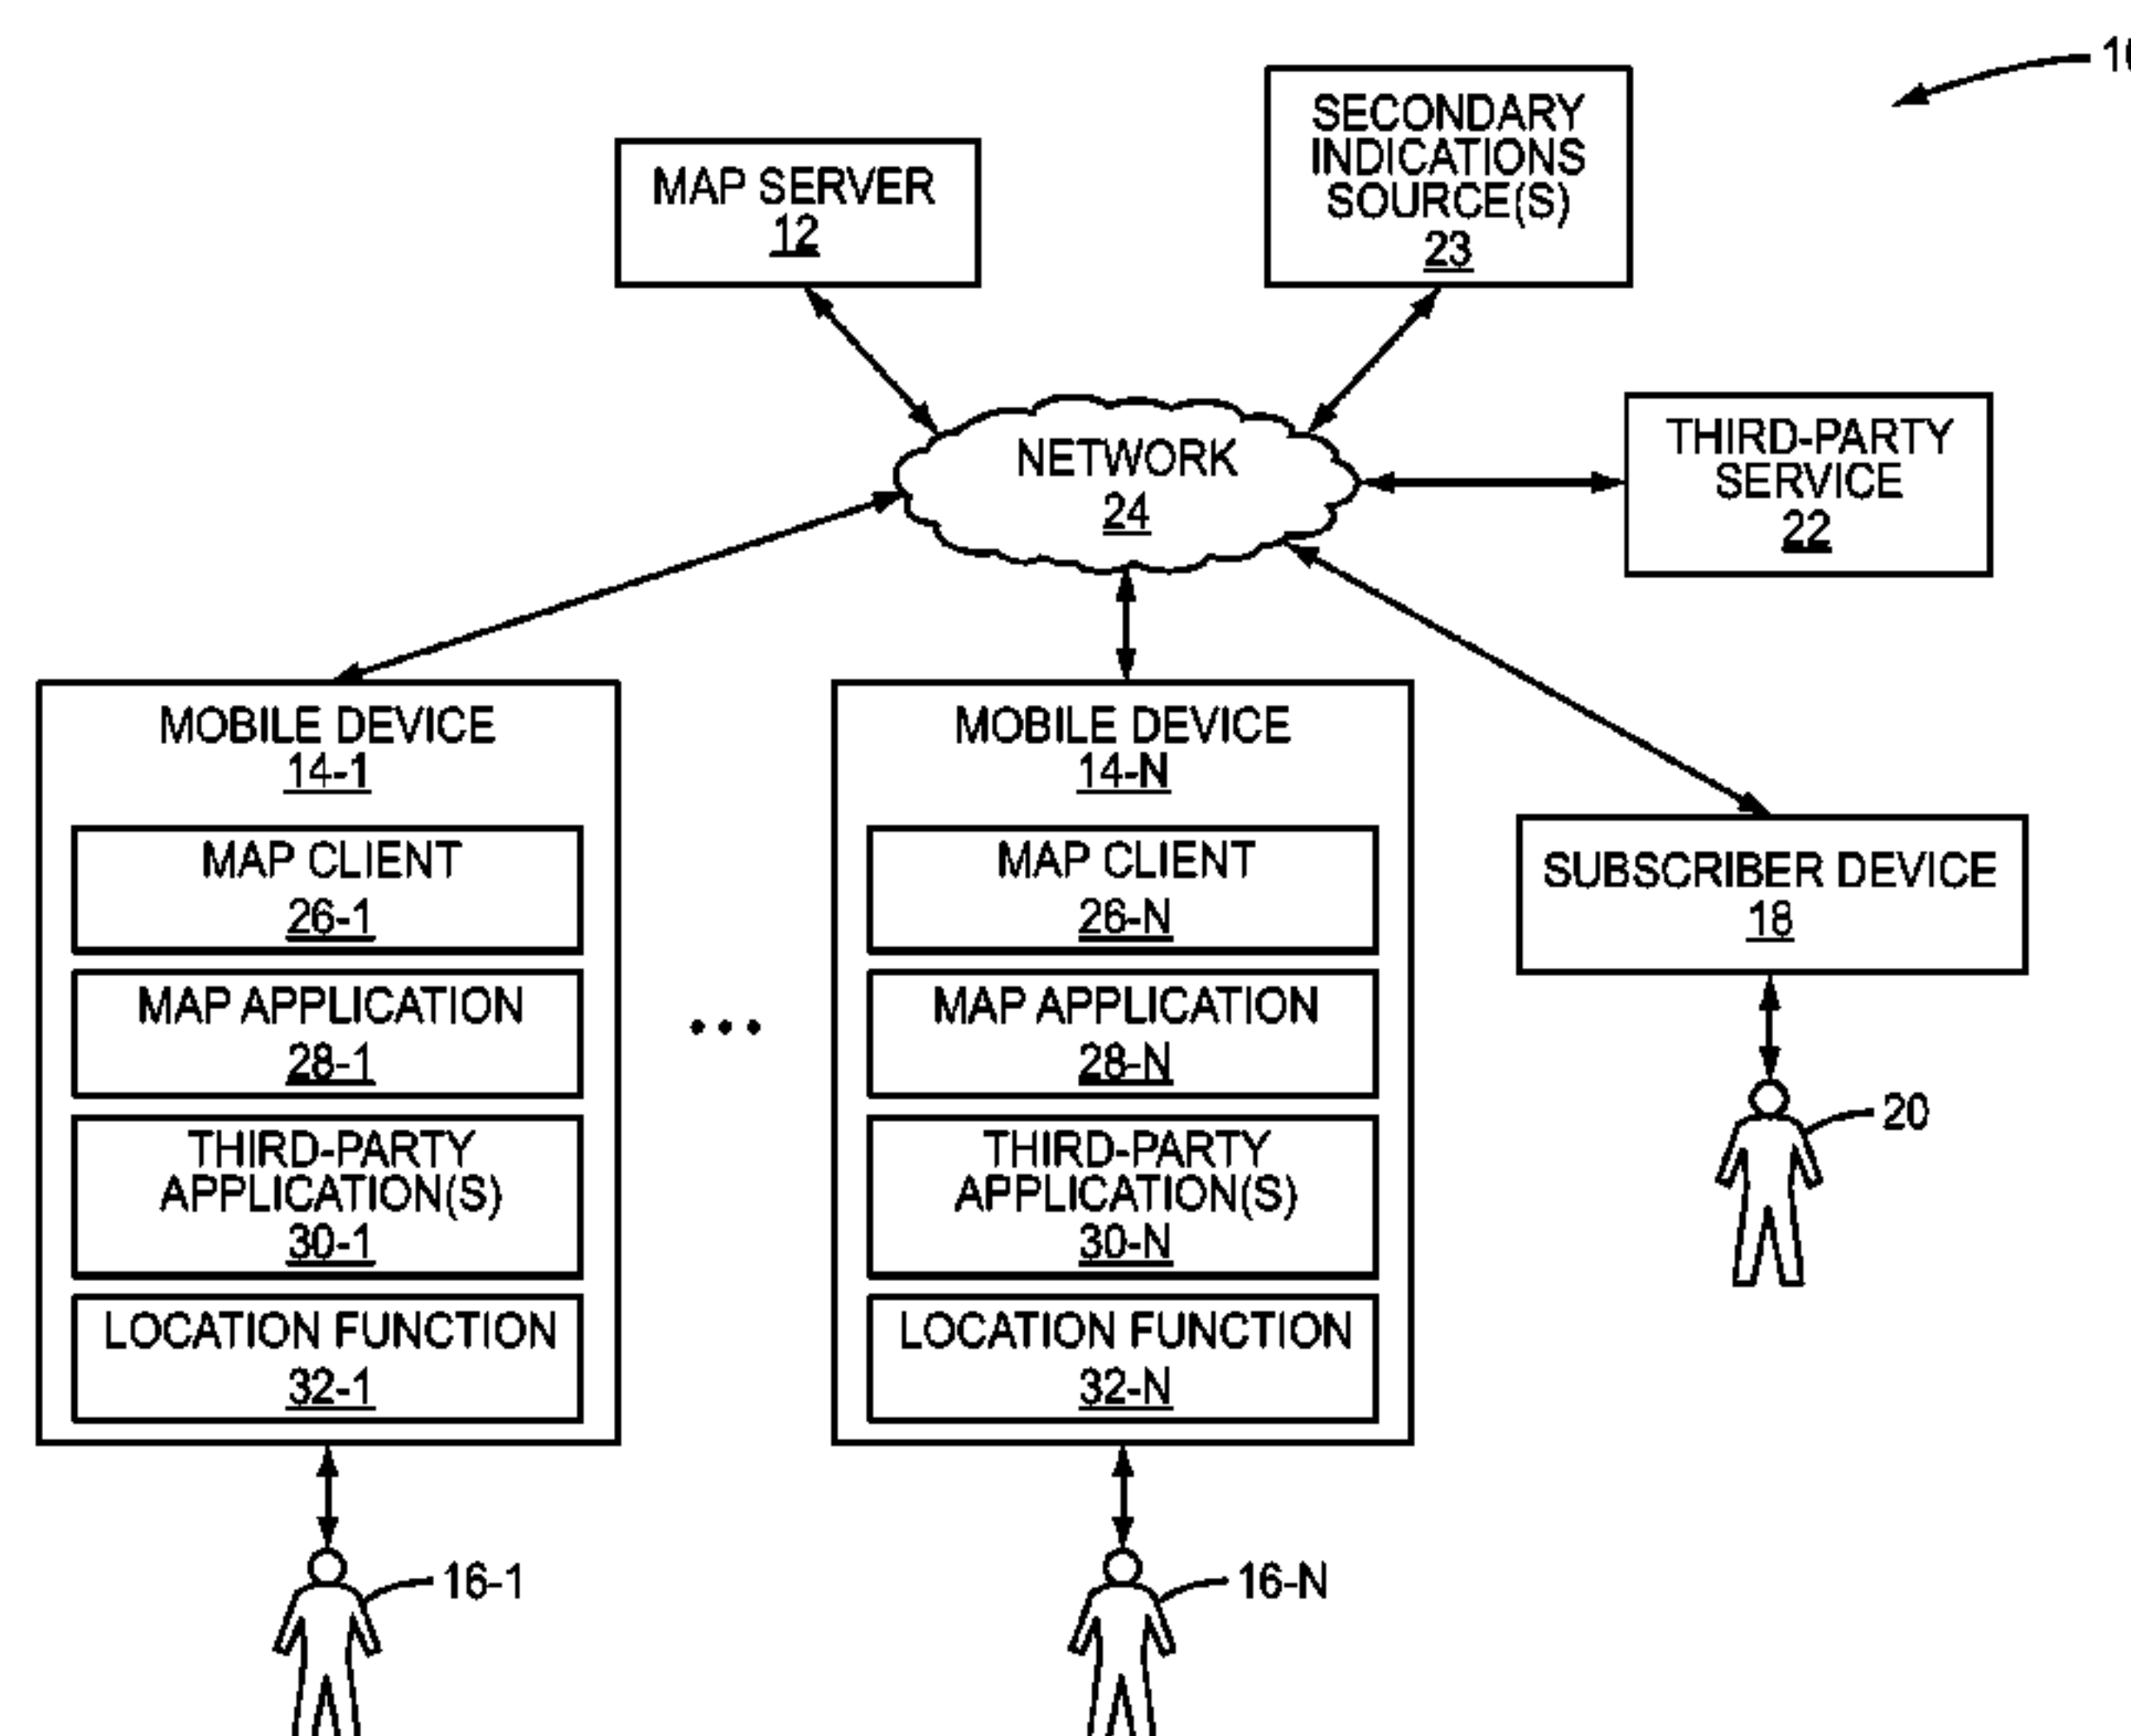 10
SECONDARY
INDICATIONS
SOURCE(S)
23
MAP SERVER
12
NETWORK
24
THIRD-PARTY
SERVICE
22
MOBILE DEVICE
14-1
MAP CLIENT
26-1
MAP APPLICATION
28-1
THIRD-PARTY
APPLICATION(S)
30-1
LOCATION FUNCTION
32-1
16-1
MOBILE DEVICE
14-N
MAP CLIENT
26-N
MAP APPLICATION
28-N
THIRD-PARTY
APPLICATION(S)
30-N
LOCATION FUNCTION
32-N
16-N
SUBSCRIBER DEVICE
18
20